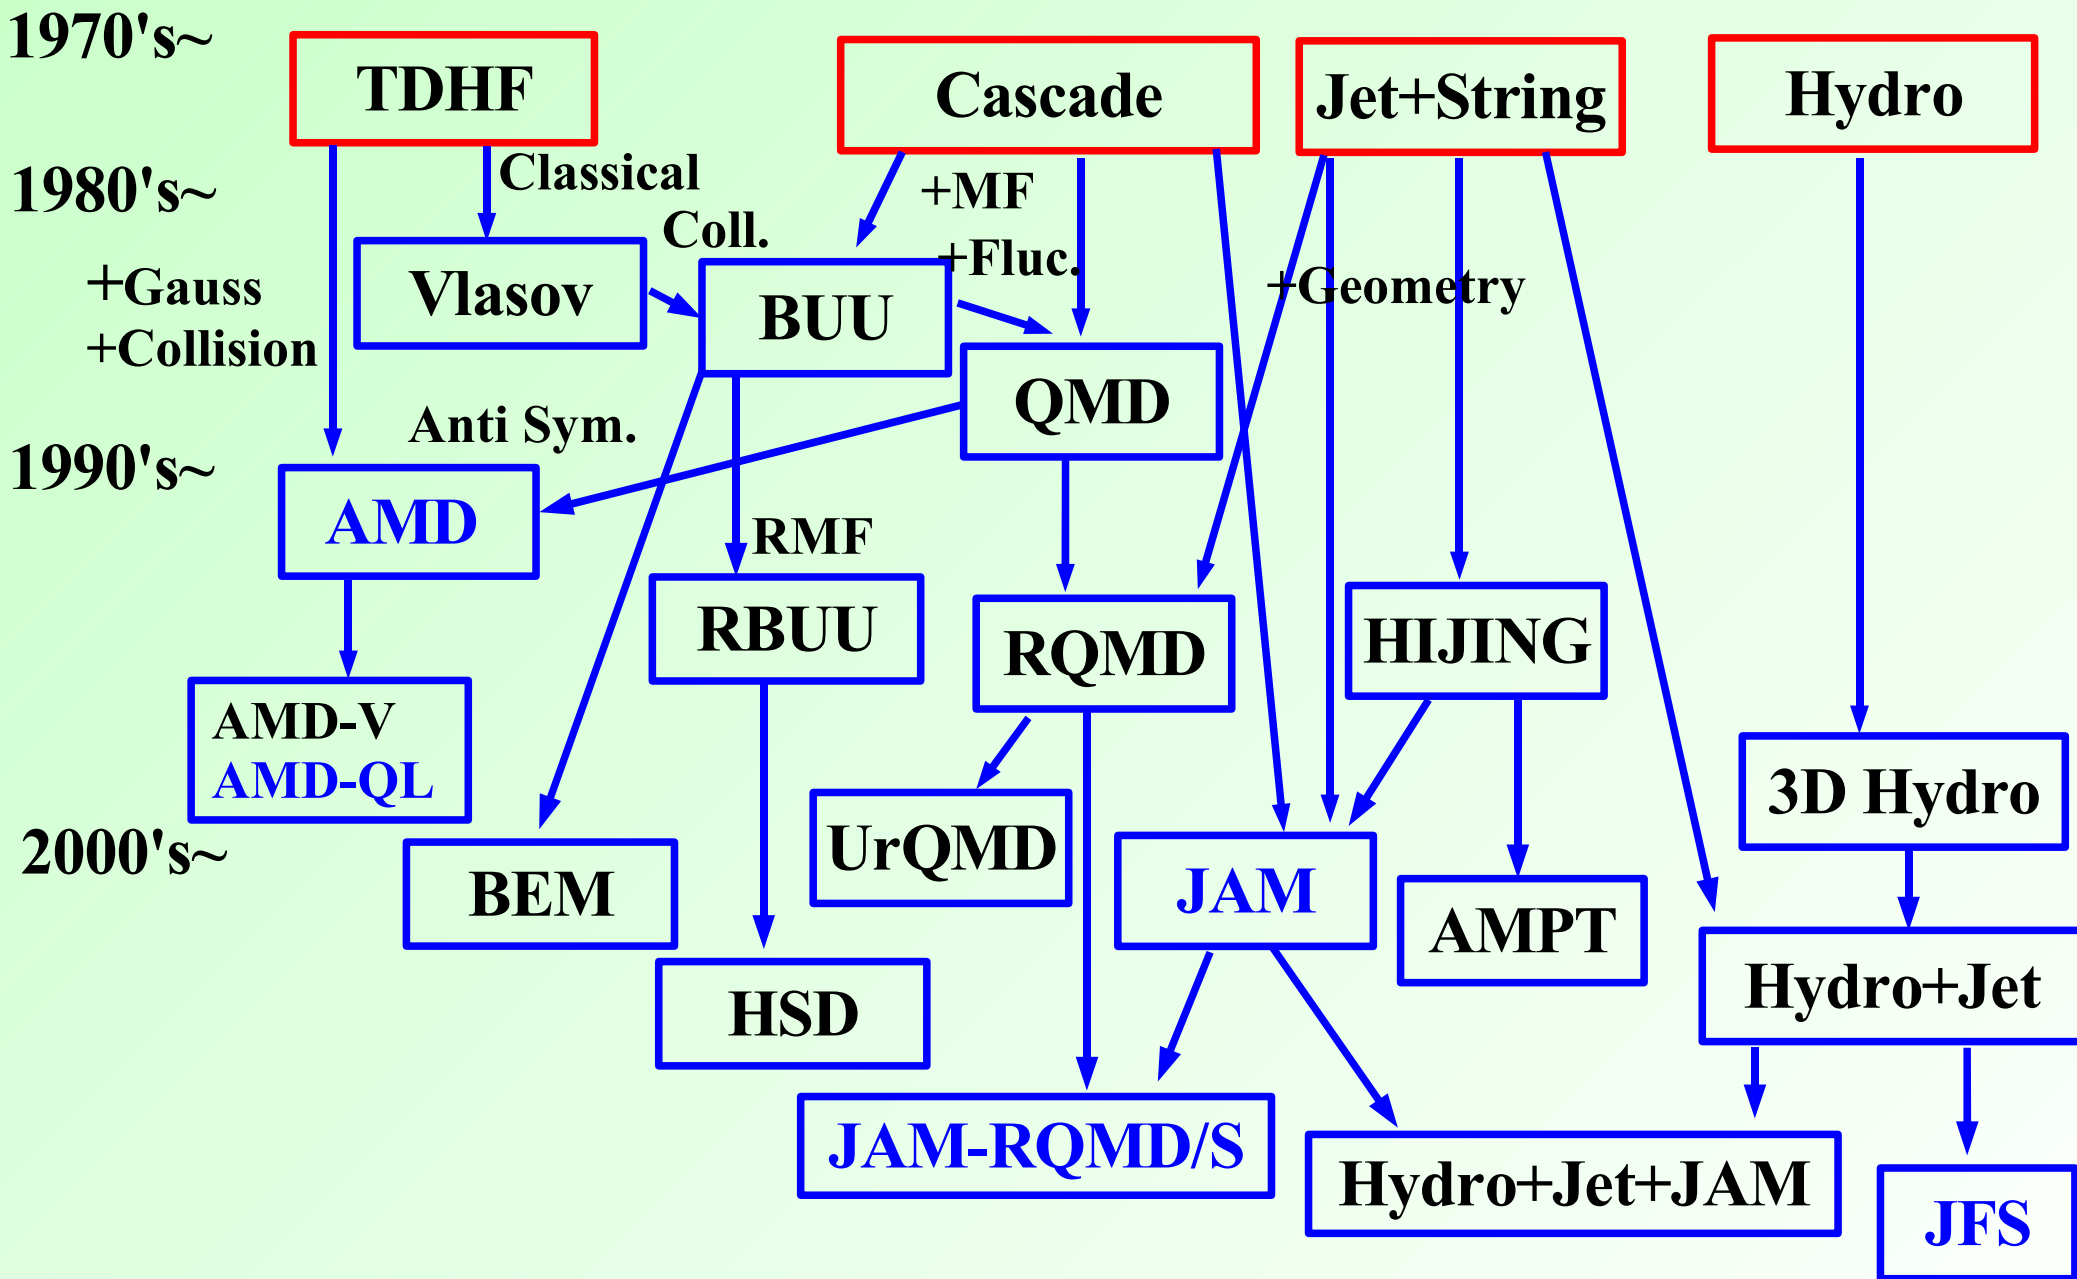 1970's~
TDHF
Cascade
Jet+String
Hydro
Classical
1980's~
+MF
Coll.
+Fluc.
Vlasov
BUU
+Geometry
+Gauss
+Collision
QMD
Anti Sym.
1990's~
AMD
RMF
RBUU
RQMD
HIJING
AMD-V
AMD-QL
3D Hydro
2000's~
UrQMD
BEM
JAM
AMPT
Hydro+Jet
HSD
JAM-RQMD/S
Hydro+Jet+JAM
JFS